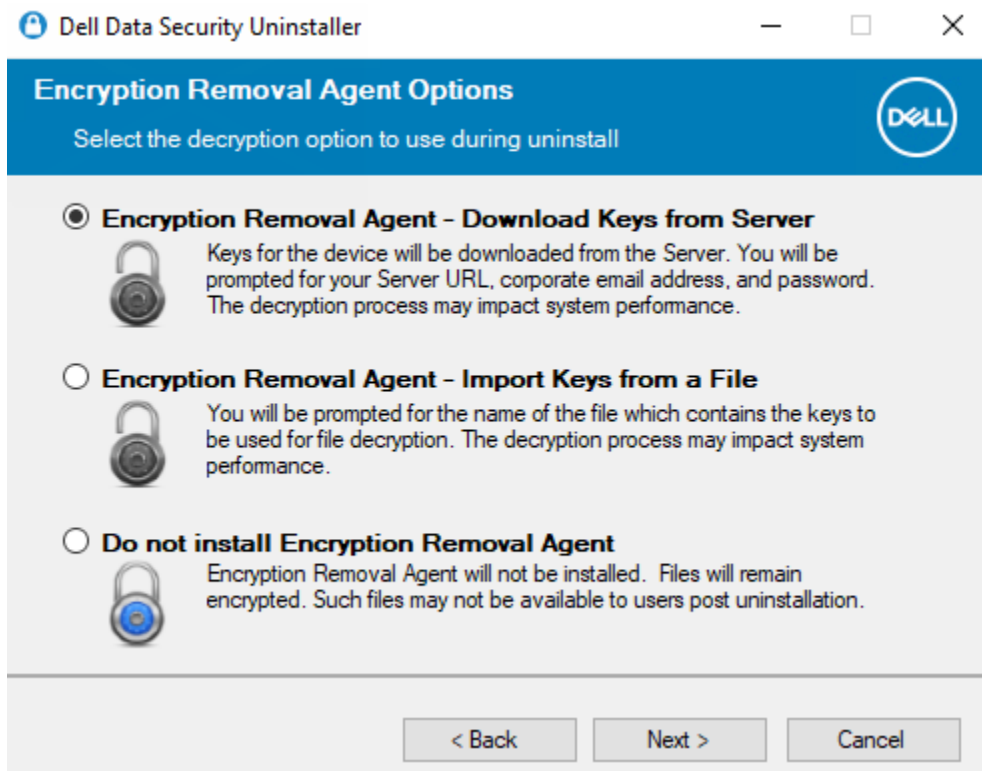 Dell Data Security Uninstaller
Encryption Removal Agent Options
Select the decryption option to use during uninstall
DELL
Encryption Removal Agent - Download Keys from Server
Keys for the device will be downloaded from the Server. You will be
prompted for your Server URL, corporate email address, and password.
The decryption process may impact system performance.
Encryption Removal Agent - Import Keys from a File
You will be prompted for the name of the file which contains the keys to
be used for file decryption. The decryption process may impact system
performance.
Do not install Encryption Removal Agent
Encryption Removal Agent will not be installed.  Files will remain
encrypted. Such files may not be available to users post uninstallation.
< Back
Next >
Cancel